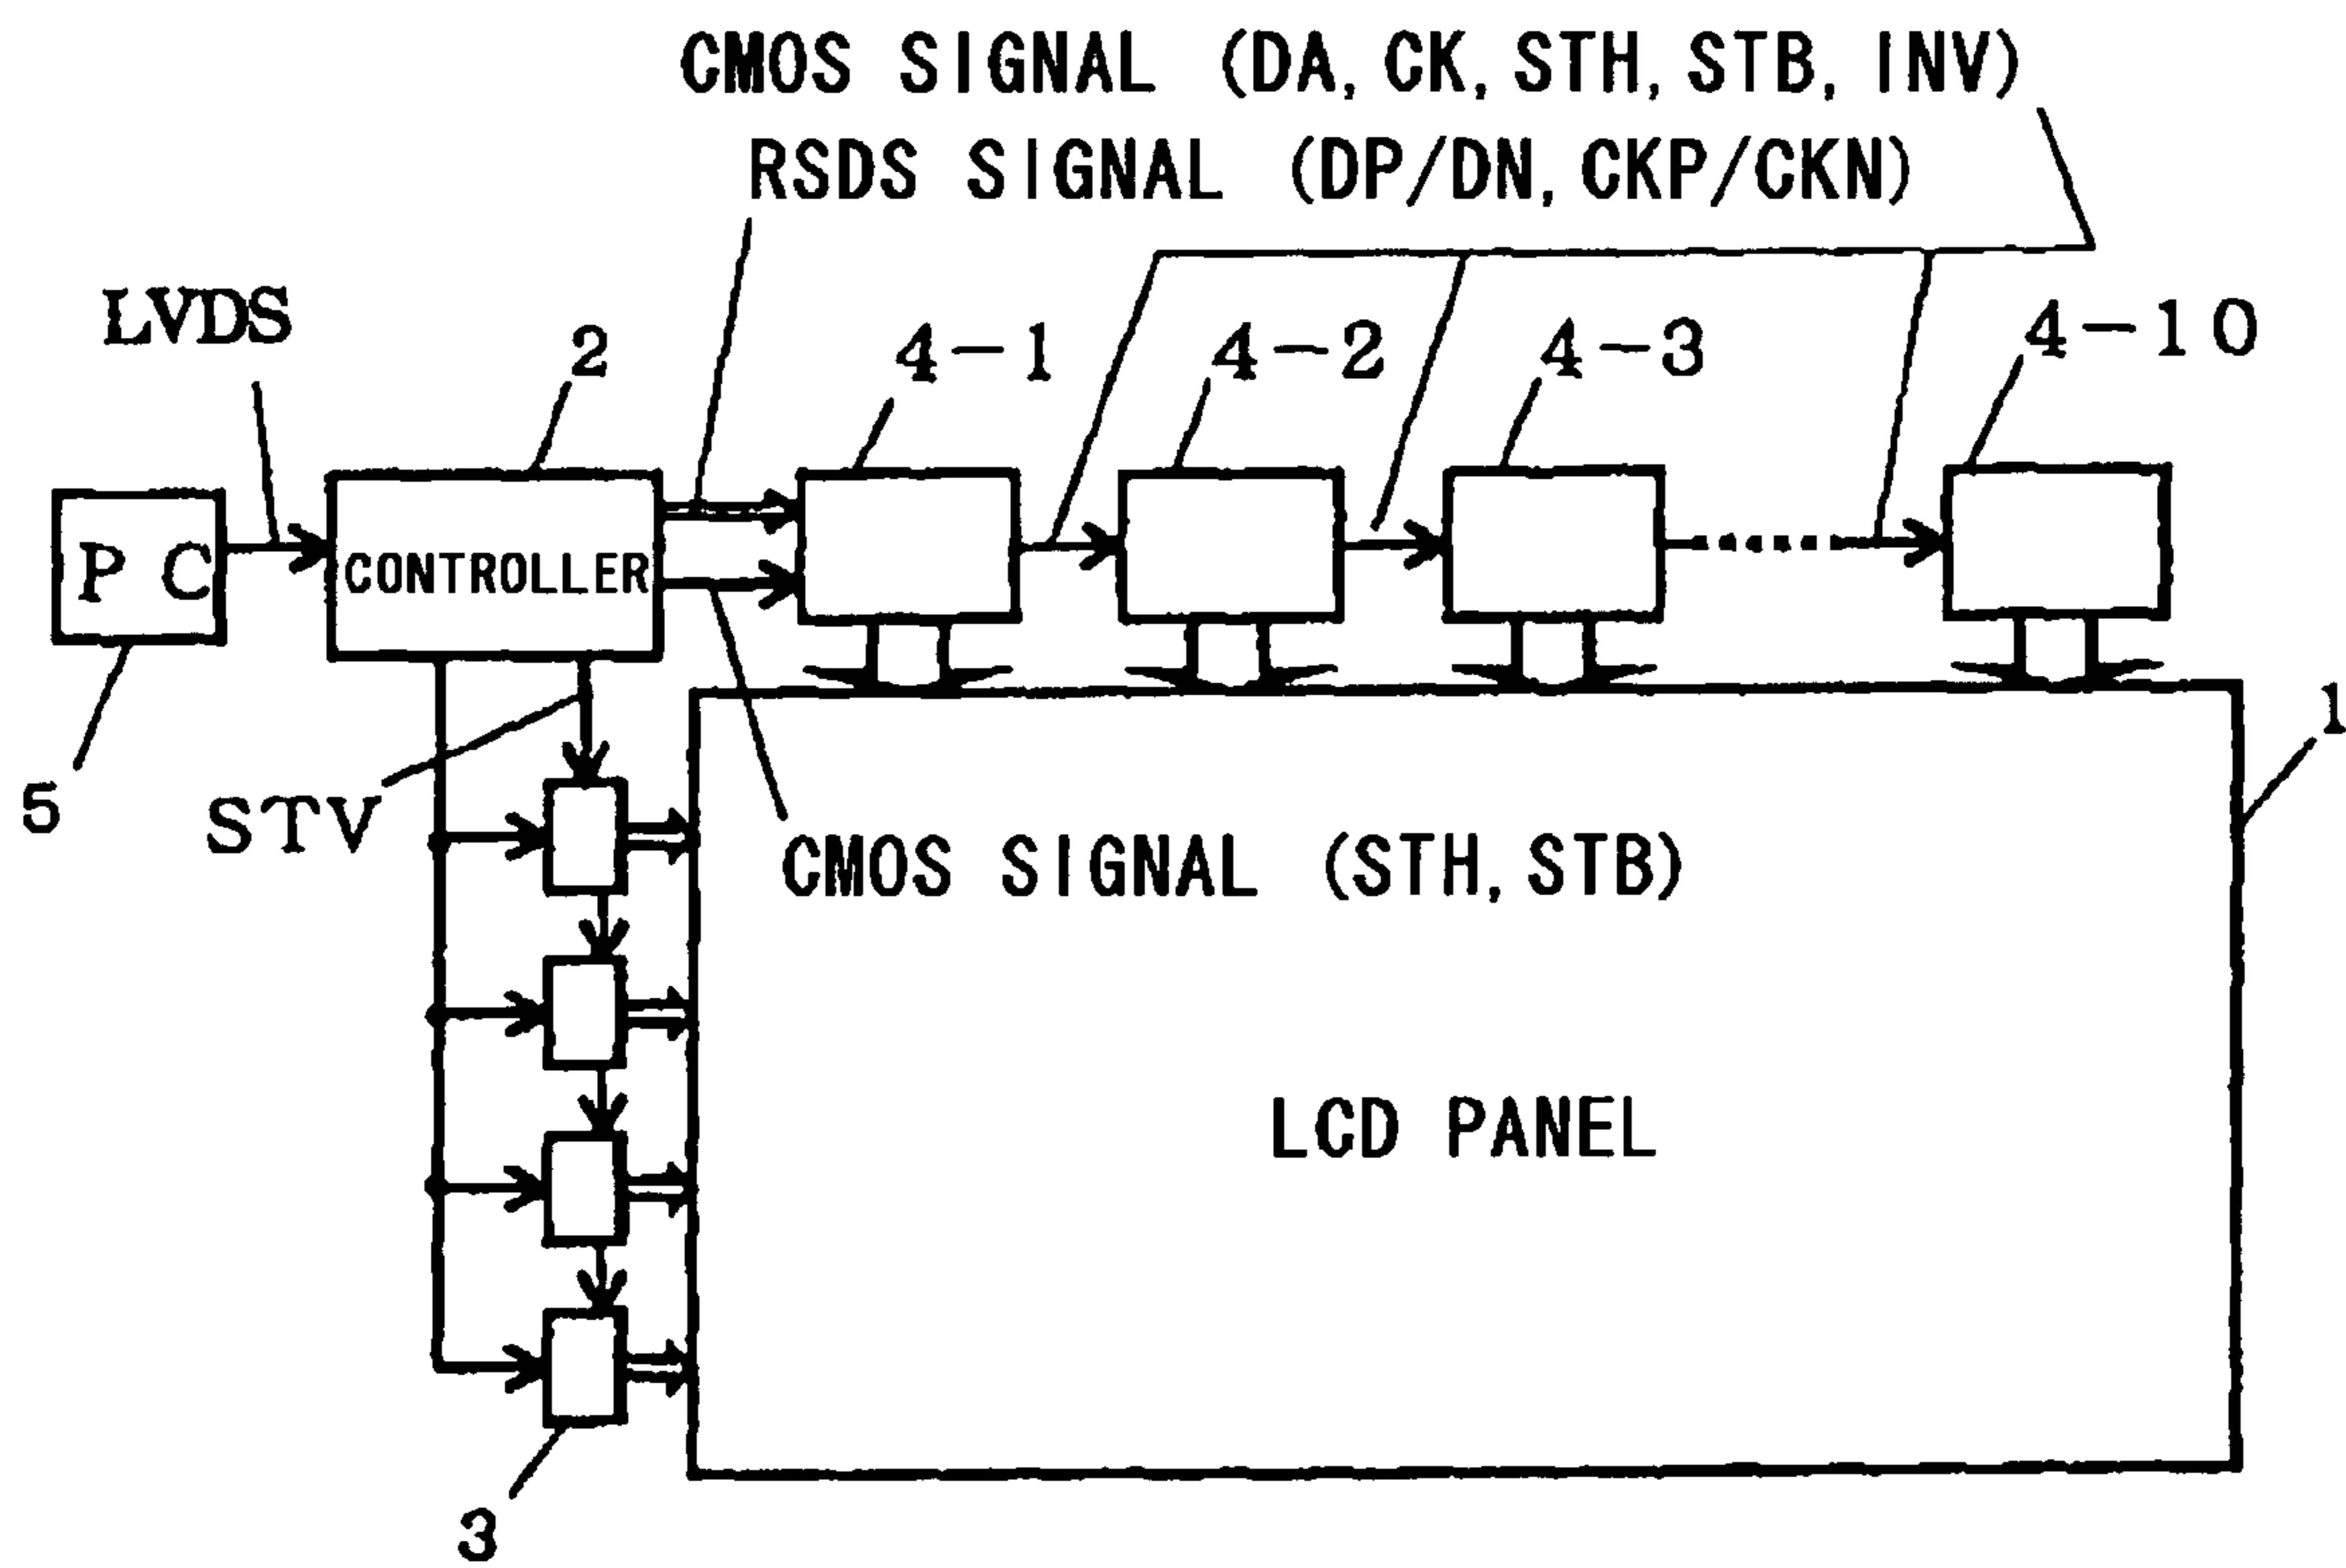 CMOS SIGNAL (DA, CK, STH, STB, INV)
RSDS SIGNAL (DP/DN, CKP/CKN)
LVDS
2
4-1
4-2
4-3
4-10
PC
CONTROLLER
1
5
STV
CMOS SIGNAL (STH, STB)
LCD PANEL
3